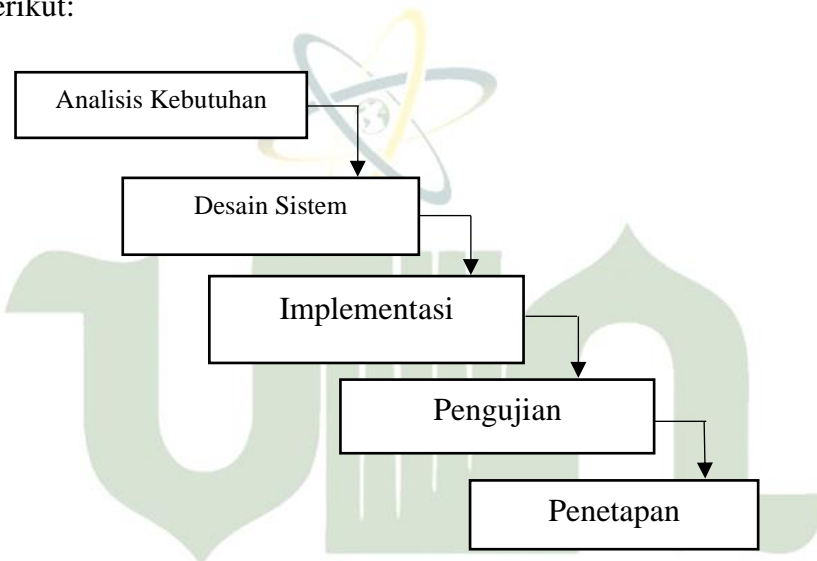 erikut:
Analisis Kebutuhan
Desain Sistem
Implementasi
Pengujian
Penetapan